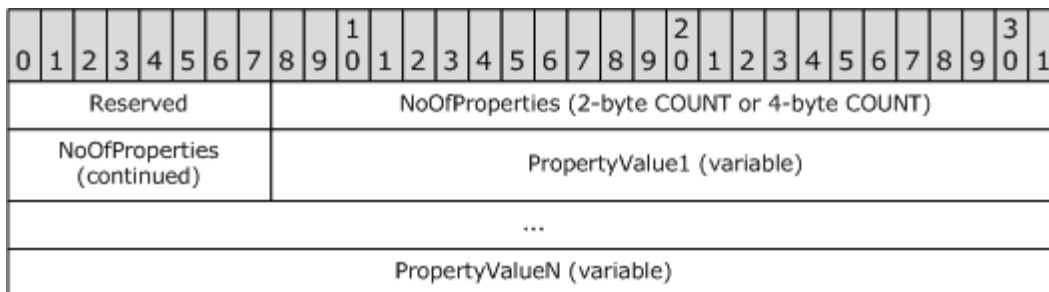 1 2 3
0 1 2 3 4 5 6 7 8 9 0 1 2 3 4 5 6 7 8 9 0 1 2 3 4 5 6 7 8 9 0 1
Reserved NoOfProperties (2-byte COUNT or 4-byte COUNT)
NoOfProperties
(continued) PropertyValue1 (variable)
...
PropertyValueN (variable)